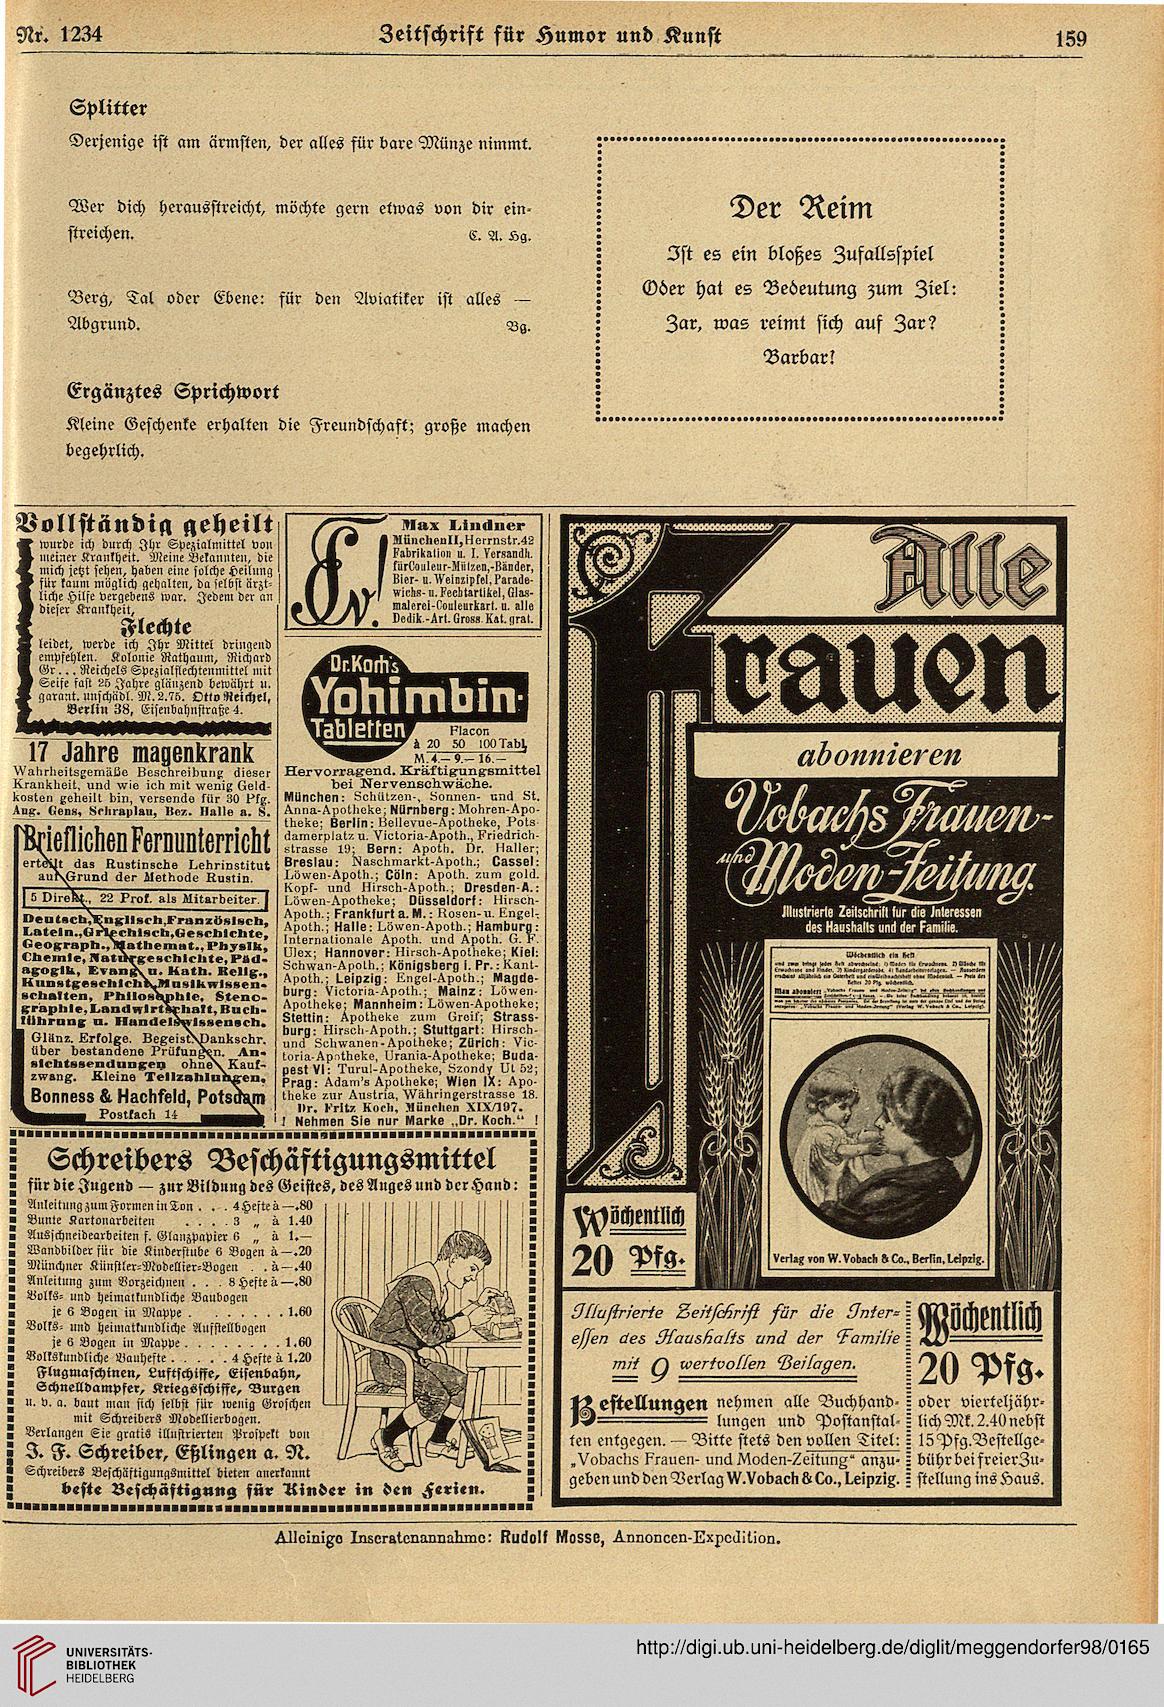 Nr. 1234
Zeitschrift für Humor und Kunst
159
Splitter
Derjenige ist am ärmsten, der alles für bare Münze nimmt.
Wer dich herausstreicht, möchte gern etwas von dir ein-
streichen.
C. A. Hg.
Berg, Tal oder Ebene: für den Aviatiker ist alles —
Abgrund.
Bg.
Ergänztes Sprichwort
Kleine Geschenke erhalten die Freundschaft; große machen
begehrlich.
Der Reim
Ist es ein bloßes Zufallsspiel
Oder hat es Bedeutung zum Ziel:
Zar, was reimt sich auf Zar?
Barbar!
Vollständig geheilt
wurde ich durch Ihr Spezialmittel von
meiner Krankheit. Meine Bekannten, die
mich jetzt sehen, haben eine solche Heilung
für kaum möglich gehalten, da selbst ärzt-
liche Hilfe vergebens war. Jedem der an
dieser Krankheit,
Flechte
leidet, werde ich Ihr Mittel dringend
empfehlen. Kolonie Rathaum, Richard
Gr... Reichels Spezialflechtenmittel mit
Seife fast 25 Jahre glänzend bewährt u.
garant. unschädl. M. 2.75. Otto Reichel,
Berlin 38, Eisenbahnstraße 4.
17 Jahre magenkrank
Wahrheitsgemäße Beschreibung dieser
Krankheit, und wie ich mit wenig Geld-
kosten geheilt bin, versende für 30 Pfg.
Aug. Gens, Schraplau, Bez. Halle a. S.
Brieflichen Fernunterricht
erteilt das Rustinsche Lehrinstitut
auf Grund der Methode Rustin.
5 Direkt., 22 Prof. als Mitarbeiter.
Deutsch, Englisch, Französisch,
Latein., Griechisch, Geschichte,
Geograph., Mathemat., Physik,
Chemie, Naturgeschichte, Päd-
agogik, Evang. u. Kath. Relig.,
Kunstgeschichte, Musikwissen-
schaften, Philosophie, Steno-
graphie, Landwirtschaft, Buch-
führung u. Handelswissensch.
Glänz. Erfolge. Begeist. Dankschr.
über bestandene Prüfungen. An-
sichtssendungen ohne Kauf-
zwang. Kleine Teilzahlungen.
Bonness & Hachfeld, Potsdam
Postfach 14
Max Lindner
München II, Herrnstr. 42
Fabrikation u. I. Versandh.
für Couleur-Mützen, -Bänder,
Bier- u. Weinzipfel, Parade-
wichs- u. Fechtartikel, Glas-
malerei-Couleurkart. u. alle
Dedik.-Art. Gross. Kat. grat.
Dr. Koch's
Yohimbin-
Tabletten
Flacon
à 20 50 100 Tabl.
M. 4.— 9.— 16.—
Hervorragend. Kräftigungsmittel
bei Nervenschwäche.
München: Schützen-, Sonnen- und St.
Anna-Apotheke; Nürnberg: Mohren-Apo-
theke; Berlin: Bellevue-Apotheke, Pots-
damerplatz u. Victoria-Apoth., Friedrich-
strasse 19; Bern: Apoth. Dr. Haller;
Breslau: Naschmarkt-Apoth.; Cassel:
Löwen-Apoth.; Cöln: Apoth. zum gold.
Kopf- und Hirsch-Apoth.; Dresden-A.:
Löwen-Apotheke; Düsseldorf: Hirsch-
Apoth.; Frankfurt a. M.: Rosen- u. Engel-
Apoth.; Halle: Löwen-Apoth.; Hamburg:
Internationale Apoth. und Apoth. G. F.
Ulex; Hannover: Hirsch-Apotheke; Kiel:
Schwan-Apoth.; Königsberg i. Pr.: Kant-
Apoth.; Leipzig: Engel-Apoth.; Magde-
burg: Victoria-Apoth.; Mainz: Löwen-
Apotheke; Mannheim: Löwen-Apotheke;
Stettin: Apotheke zum Greif; Strass-
burg: Hirsch-Apoth.; Stuttgart: Hirsch-
und Schwanen-Apotheke; Zürich: Vic-
toria-Apotheke, Urania-Apotheke; Buda-
pest VI: Turul-Apotheke, Szondy Ut 52;
Prag: Adam's Apotheke; Wien IX: Apo-
theke zur Austria, Währingerstrasse 18.
Dr. Fritz Koch, München XIX/197.
! Nehmen Sie nur Marke „Dr. Koch." !
Schreibers Beschäftigungsmittel
für die Jugend — zur Bildung des Geistes, des Auges und der Hand:
Anleitung zum Formen in Ton . . . 4 Hefte à —.80
Bunte Kartonarbeiten . . . . 3 „ à 1.40
Ausschneidearbeiten f. Glanzpapier 6 „ à 1.—
Wandbilder für die Kinderstube 6 Bogen à —.20
Münchner Künstler-Modellier-Bogen . . à —.40
Anleitung zum Vorzeichnen . . . 8 Hefte à —.80
Volks- und heimatkundliche Baubogen
je 6 Bogen in Mappe . . . . . . . . . 1.60
Volks- und heimatkundliche Aufstellbogen
je 6 Bogen in Mappe . . . . . . . . . 1.60
Volkskundliche Bauhefte . . . . . 4 Hefte à 1.20
Flugmaschinen, Luftschiffe, Eisenbahn,
Schnelldampfer, Kriegsschiffe, Burgen
u. v. a. baut man sich selbst für wenig Groschen
mit Schreibers Modellierbogen.
Verlangen Sie gratis illustrierten Prospekt von
J. F. Schreiber, Eßlingen a. N.
Schreibers Beschäftigungsmittel bieten anerkannt
beste Beschäftigung für Kinder in den Ferien.
Alle
Frauen
abonnieren
Vobachs Frauen-
und Moden-Zeitung.
Illustrierte Zeitschrift für die Interessen
des Haushalts und der Familie.
Wöchentlich ein Heft
Man abonniert
Verlag von W. Vobach & Co., Berlin, Leipzig.
Wöchentlich
20 Pfg.
Illustrierte Zeitschrift für die Inter-
essen des Haushalts und der Familie
mit 9 wertvollen Beilagen.
Bestellungen nehmen alle Buchhand-
lungen und Postanstal-
ten entgegen. — Bitte stets den vollen Titel:
„Vobachs Frauen- und Moden-Zeitung" anzu-
geben und den Verlag W. Vobach & Co., Leipzig.
Wöchentlich
20 Pfg.
oder vierteljähr-
lich Mk. 2.40 nebst
15 Pfg. Bestellge-
bühr bei freier Zu-
stellung ins Haus.
Alleinige Inseratenannahme: Rudolf Mosse, Annoncen-Expedition.
UNIVERSITÄTS-
BIBLIOTHEK
HEIDELBERG
http://digi.ub.uni-heidelberg.de/diglit/meggendorfer98/0165